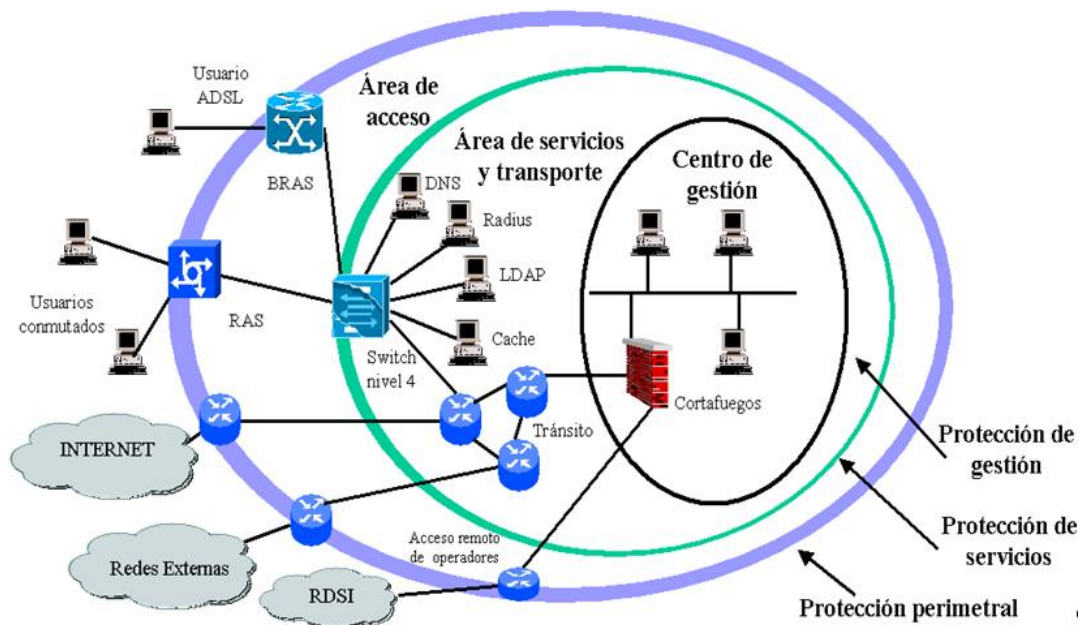 Usuario
ADSL
Área de
acceso
BRAS
Área de servicios
y transporte
Centro de
gestión
DNS
Radius
LDAP
Cache
Usuarios
conmutados
RAS
Switch
nivel 4
Tránsito
Cortafuegos
INTERNET
Redes Externas
RDSI
Acceso remoto
de operadores
Protección de
gestión
Protección de
servicios
Protección perimetral